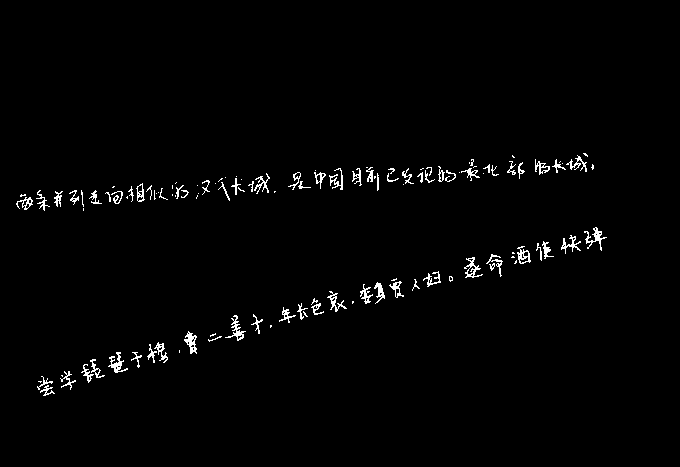 两条并列走向相似的汉代长城，是中国目前已发现的最北部的长城。
尝学琵琶于穆、曹二善才，年长色衰，委身贾人妇。遂命酒使快弹